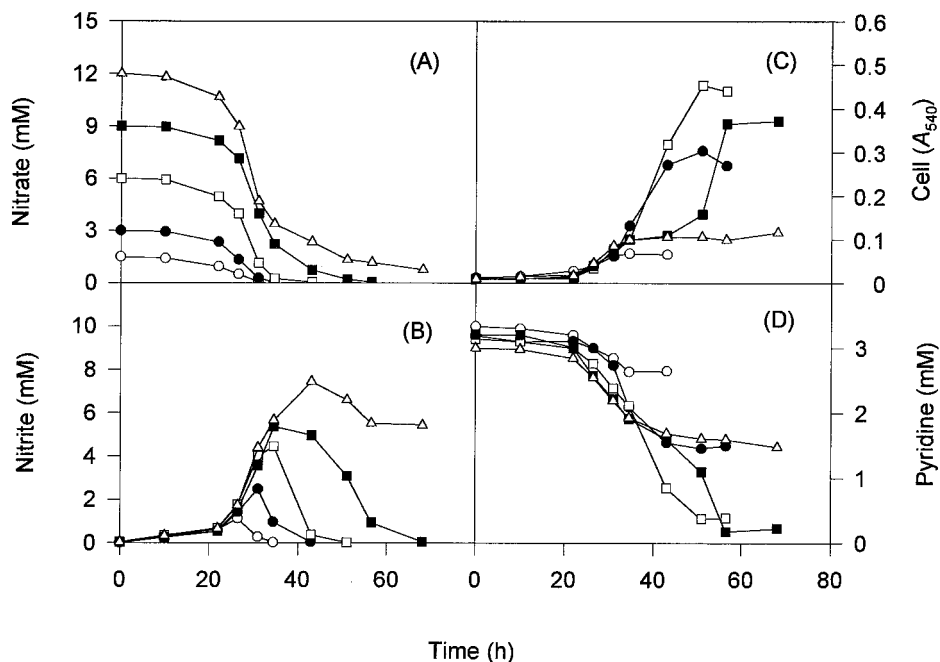 15
12
9
6
3
0
Nitrate (mM)
(A)
0.6
0.5
0.4
0.3
0.2
0.1
0
Cell (A540)
(C)
10
8
6
4
2
0
Nitrite (mM)
(B)
3
2
1
0
Pyridine (mM)
(D)
0 20 40 60
0 20 40 60 80
Time (h)